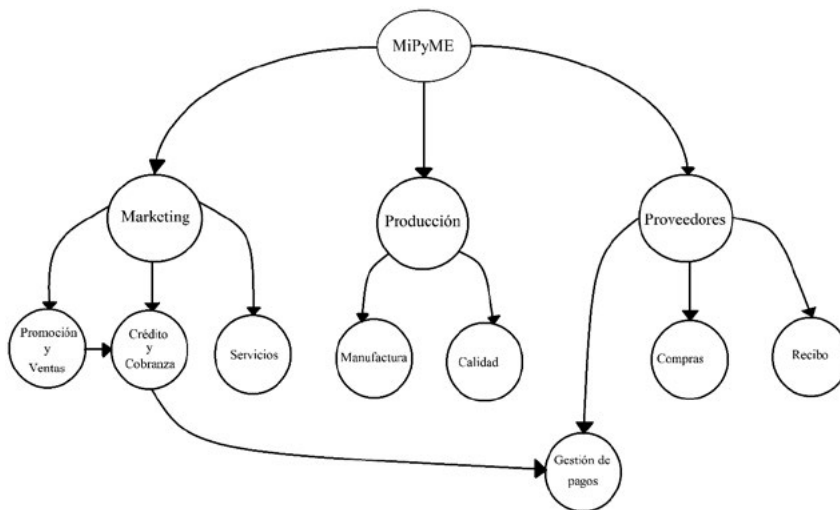 MiPyME
Marketing
Producción
Proveedores
Promoción
y
Ventas
Crédito
y
Cobranza
Servicios
Manufactura
Calidad
Compras
Recibo
Gestión de
pagos